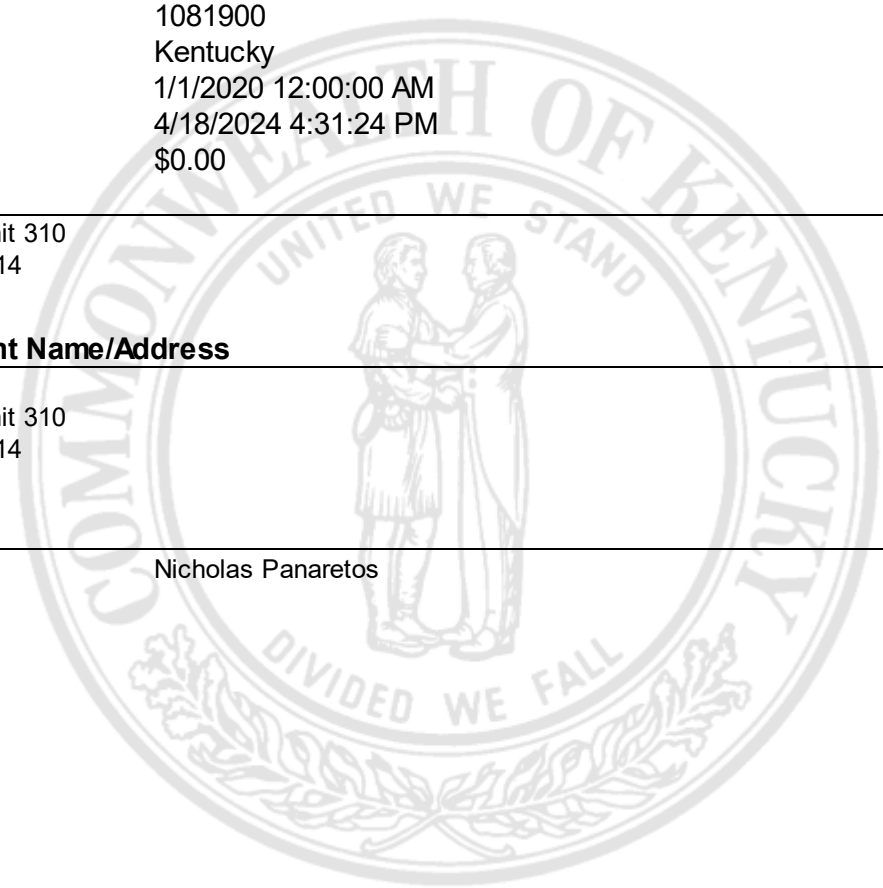 1081900
Kentucky
1/1/2020 12:00:00 AM
4/18/2024 4:31:24 PM
$0.00
it 310
14
nt Name/Address
it 310
14
Nicholas Panaretos
COMMONWEALTH OF KENTUCKY
UNITED WE STAND
DIVIDED WE FALL